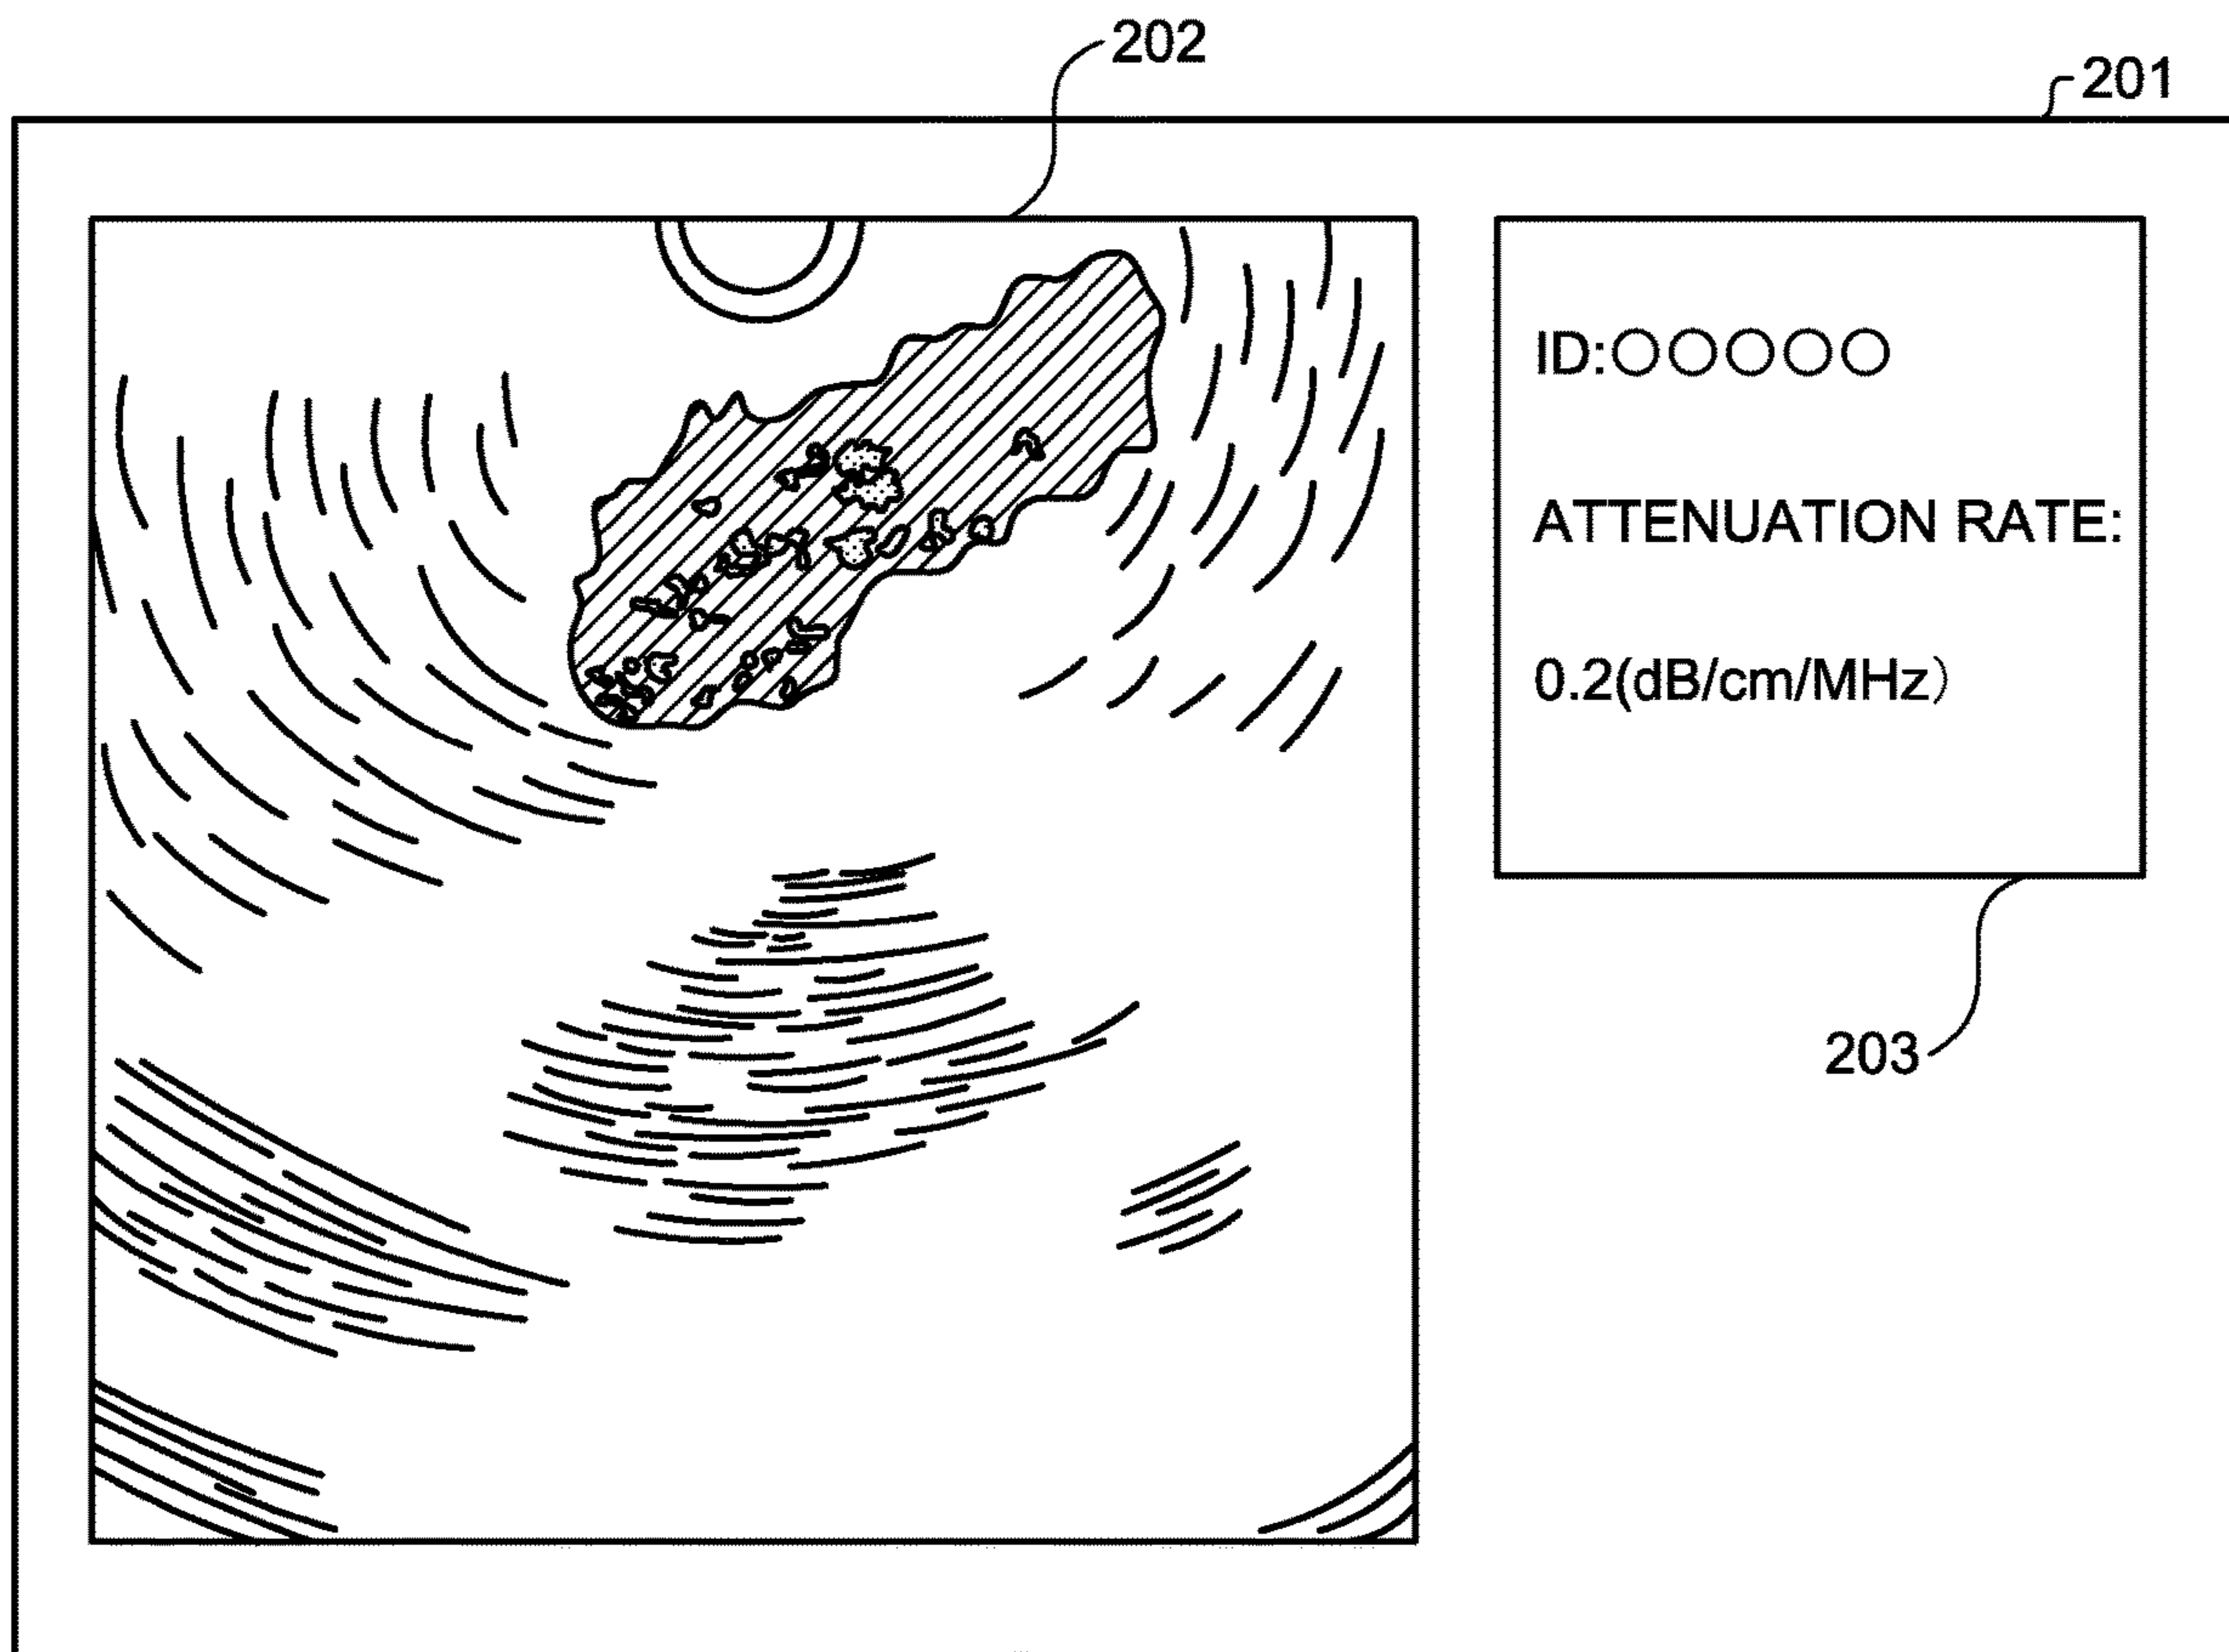 202
201
ID:○○○○○
ATTENUATION RATE:
0.2(dB/cm/MHz)
203